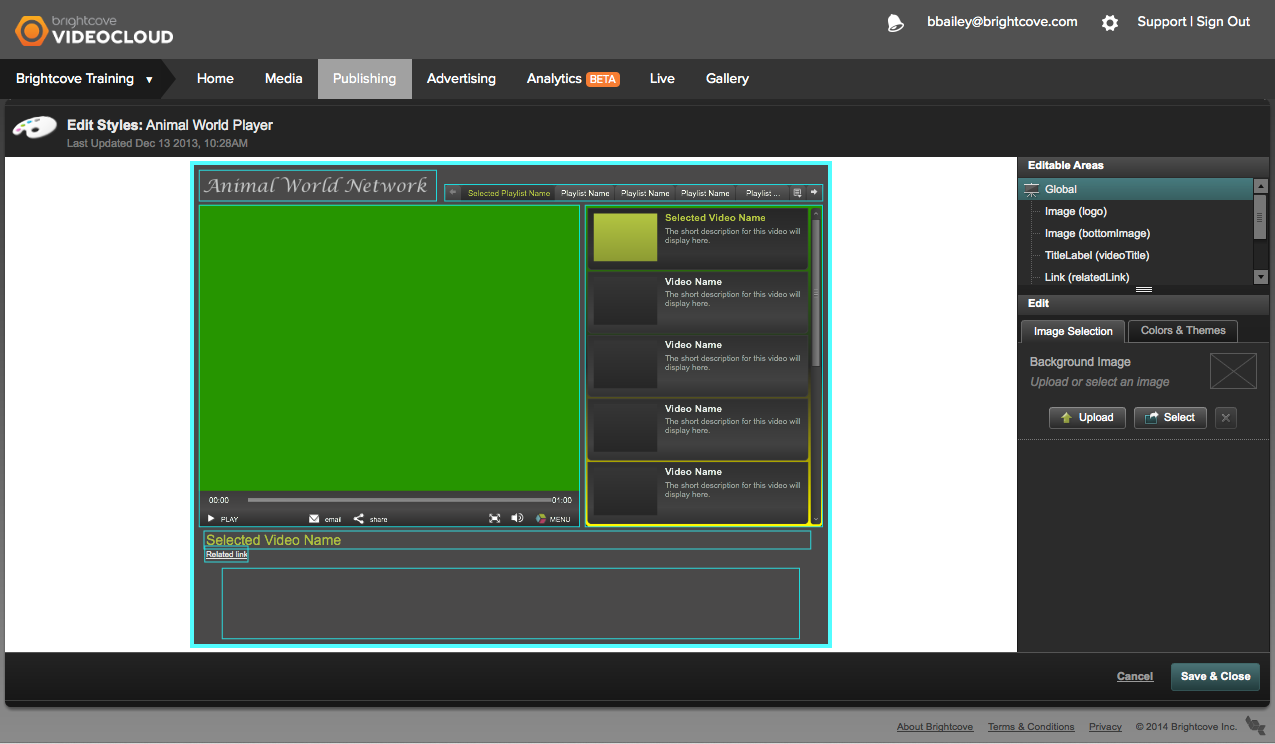 brightcove
VIDEOCLOUD
bbailey@brightcove.com
Support | Sign Out
Brightcove Training
Home
Media
Publishing
Advertising
Analytics BETA
Live
Gallery
Edit Styles: Animal World Player
Last Updated Dec 13 2013, 10:28AM
Animal World Network
Selected Playlist Name
Playlist Name
Playlist Name
Playlist Name
Playlist ...
Selected Video Name
The short description for this video will
display here.
Video Name
The short description for this video will
display here.
Video Name
The short description for this video will
display here.
Video Name
The short description for this video will
display here.
Video Name
The short description for this video will
display here.
00:00
01:00
PLAY
email
share
MENU
Selected Video Name
Related link
Editable Areas
Global
Image (logo)
Image (bottomImage)
TitleLabel (videoTitle)
Link (relatedLink)
Edit
Image Selection
Colors & Themes
Background Image
Upload or select an image
Upload
Select
Cancel
Save & Close
About Brightcove
Terms & Conditions
Privacy
© 2014 Brightcove Inc.